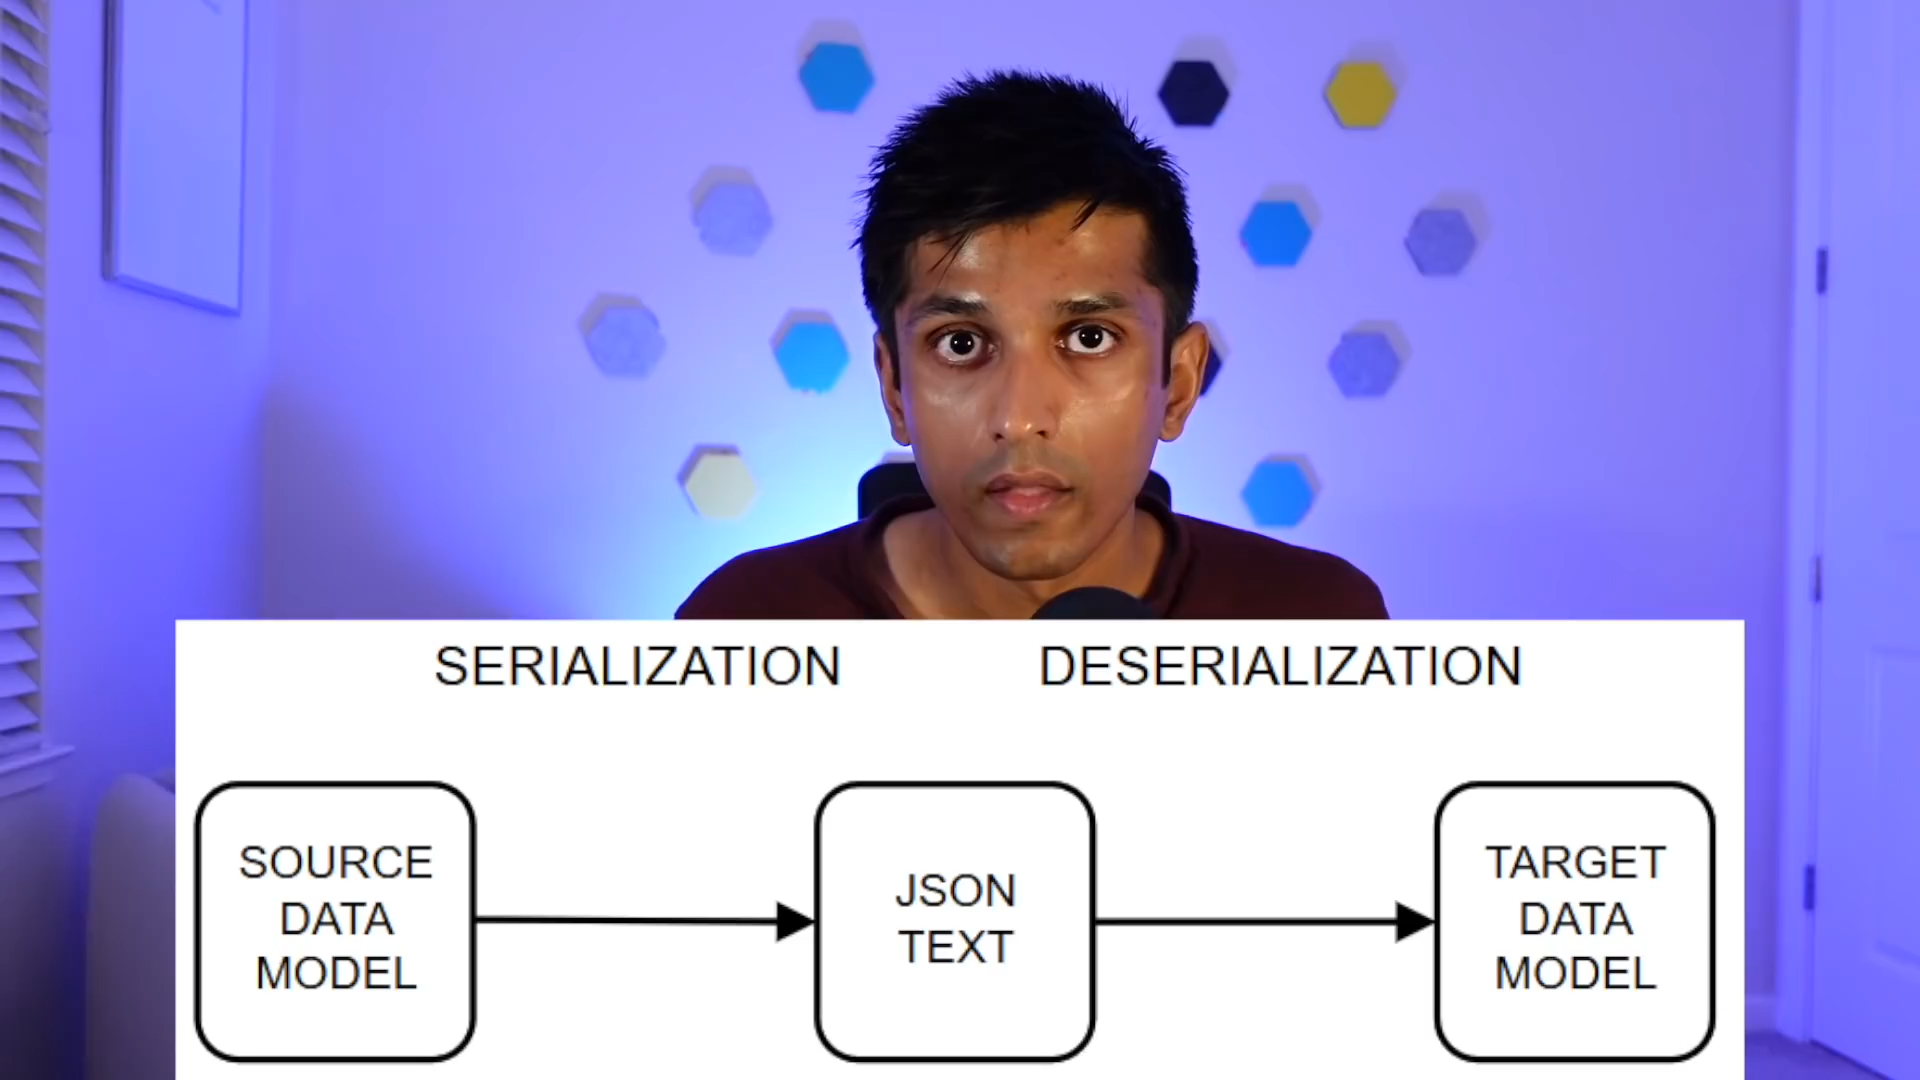 SERIALIZATION
DESERIALIZATION
SOURCE
DATA
MODEL
JSON
TEXT
TARGET
DATA
MODEL